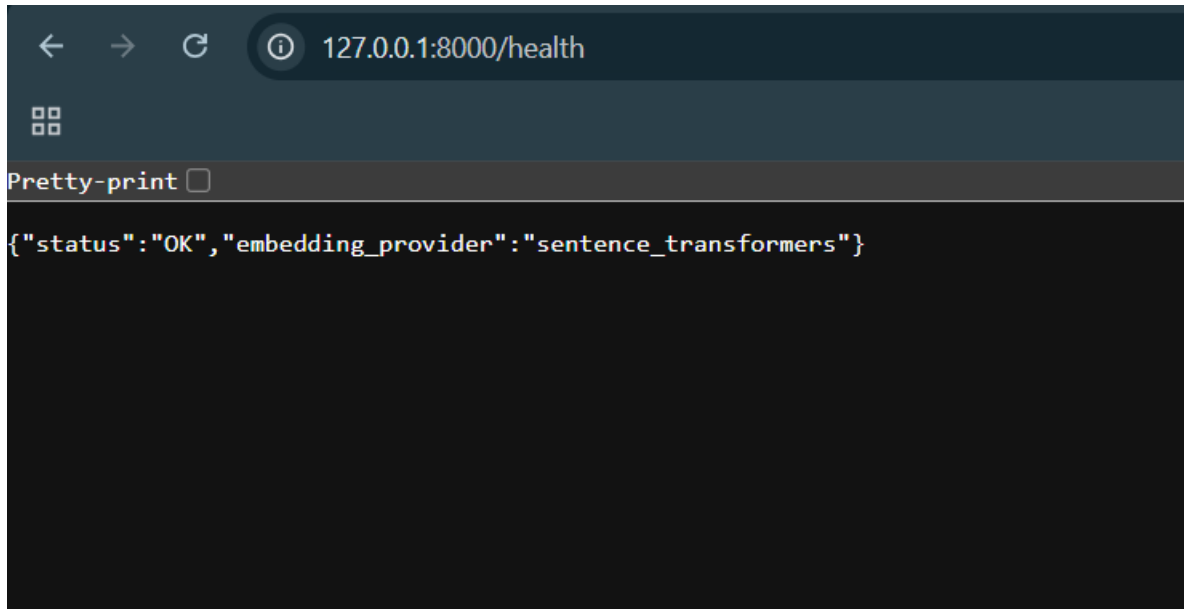 127.0.0.1:8000/health
Pretty-print
{"status":"OK","embedding_provider":"sentence_transformers"}